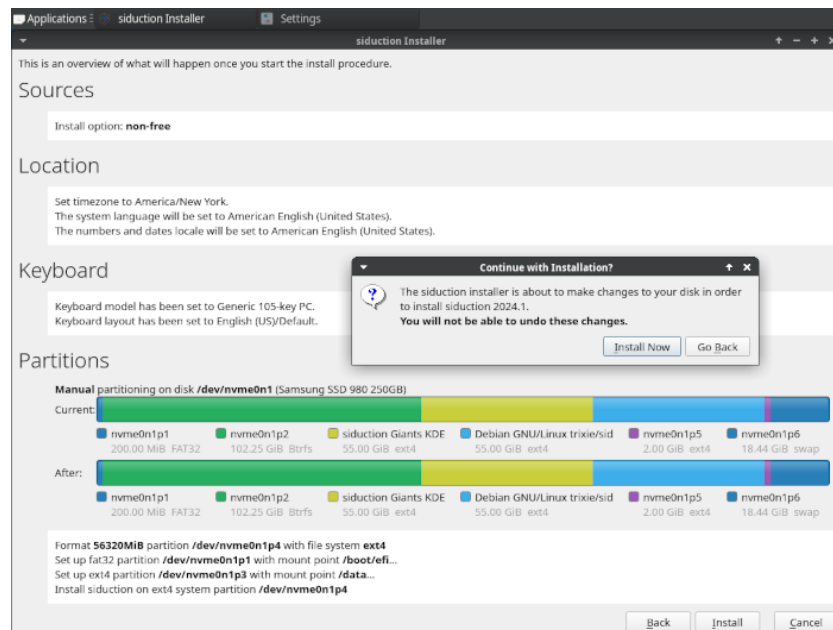 Applications siduction Installer Settings
siduction Installer
This is an overview of what will happen once you start the install procedure.
Sources
Install option: non-free
Location
Set timezone to America/New York.
The system language will be set to American English (United States).
The numbers and dates locale will be set to American English (United States).
Keyboard
Keyboard model has been set to Generic 105-key PC.
Keyboard layout has been set to English (US)/Default.
Continue with Installation?
The siduction installer is about to make changes to your disk in order
to install siduction 2024.1.
You will not be able to undo these changes.
Install Now Go Back
Partitions
Manual partitioning on disk /dev/nvme0n1 (Samsung SSD 980 250GB)
Current:
nvme0n1p1 nvme0n1p2 siduction Giants KDE Debian GNU/Linux trixie/sid nvme0n1p5 nvme0n1p6
200.00 MiB FAT32 102.25 GiB Btrfs 55.00 GiB ext4 55.00 GiB ext4 2.00 GiB ext4 18.44 GiB swap
After:
nvme0n1p1 nvme0n1p2 siduction Giants KDE Debian GNU/Linux trixie/sid nvme0n1p5 nvme0n1p6
200.00 MiB FAT32 102.25 GiB Btrfs 55.00 GiB ext4 55.00 GiB ext4 2.00 GiB ext4 18.44 GiB swap
Format 56320MiB partition /dev/nvme0n1p4 with file system ext4
Set up fat32 partition /dev/nvme0n1p1 with mount point /boot/efi...
Set up ext4 partition /dev/nvme0n1p3 with mount point /data...
Install siduction on ext4 system partition /dev/nvme0n1p4
Back Install Cancel